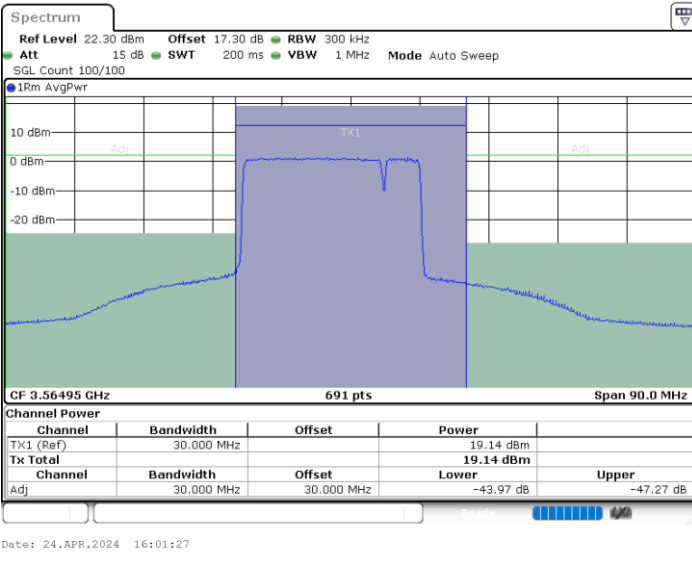 Spectrum
Ref Level 22.30 dBm Offset 17.30 dB RBW 300 kHz
Att 15 dB SWT 200 ms VBW 1 MHz Mode Auto Sweep
SGL Count 100/100
1Rm AvgPwr
10 dBm
TX1
Adj Adj
0 dBm
-10 dBm
-20 dBm
CF 3.56495 GHz 691 pts Span 90.0 MHz
Channel Power
Channel Bandwidth Offset Power
TX1 (Ref) 30.000 MHz 19.14 dBm
Tx Total 19.14 dBm
Channel Bandwidth Offset Lower Upper
Adj 30.000 MHz 30.000 MHz -43.97 dB -47.27 dB
Ready
Date: 24.APR.2024 16:01:27